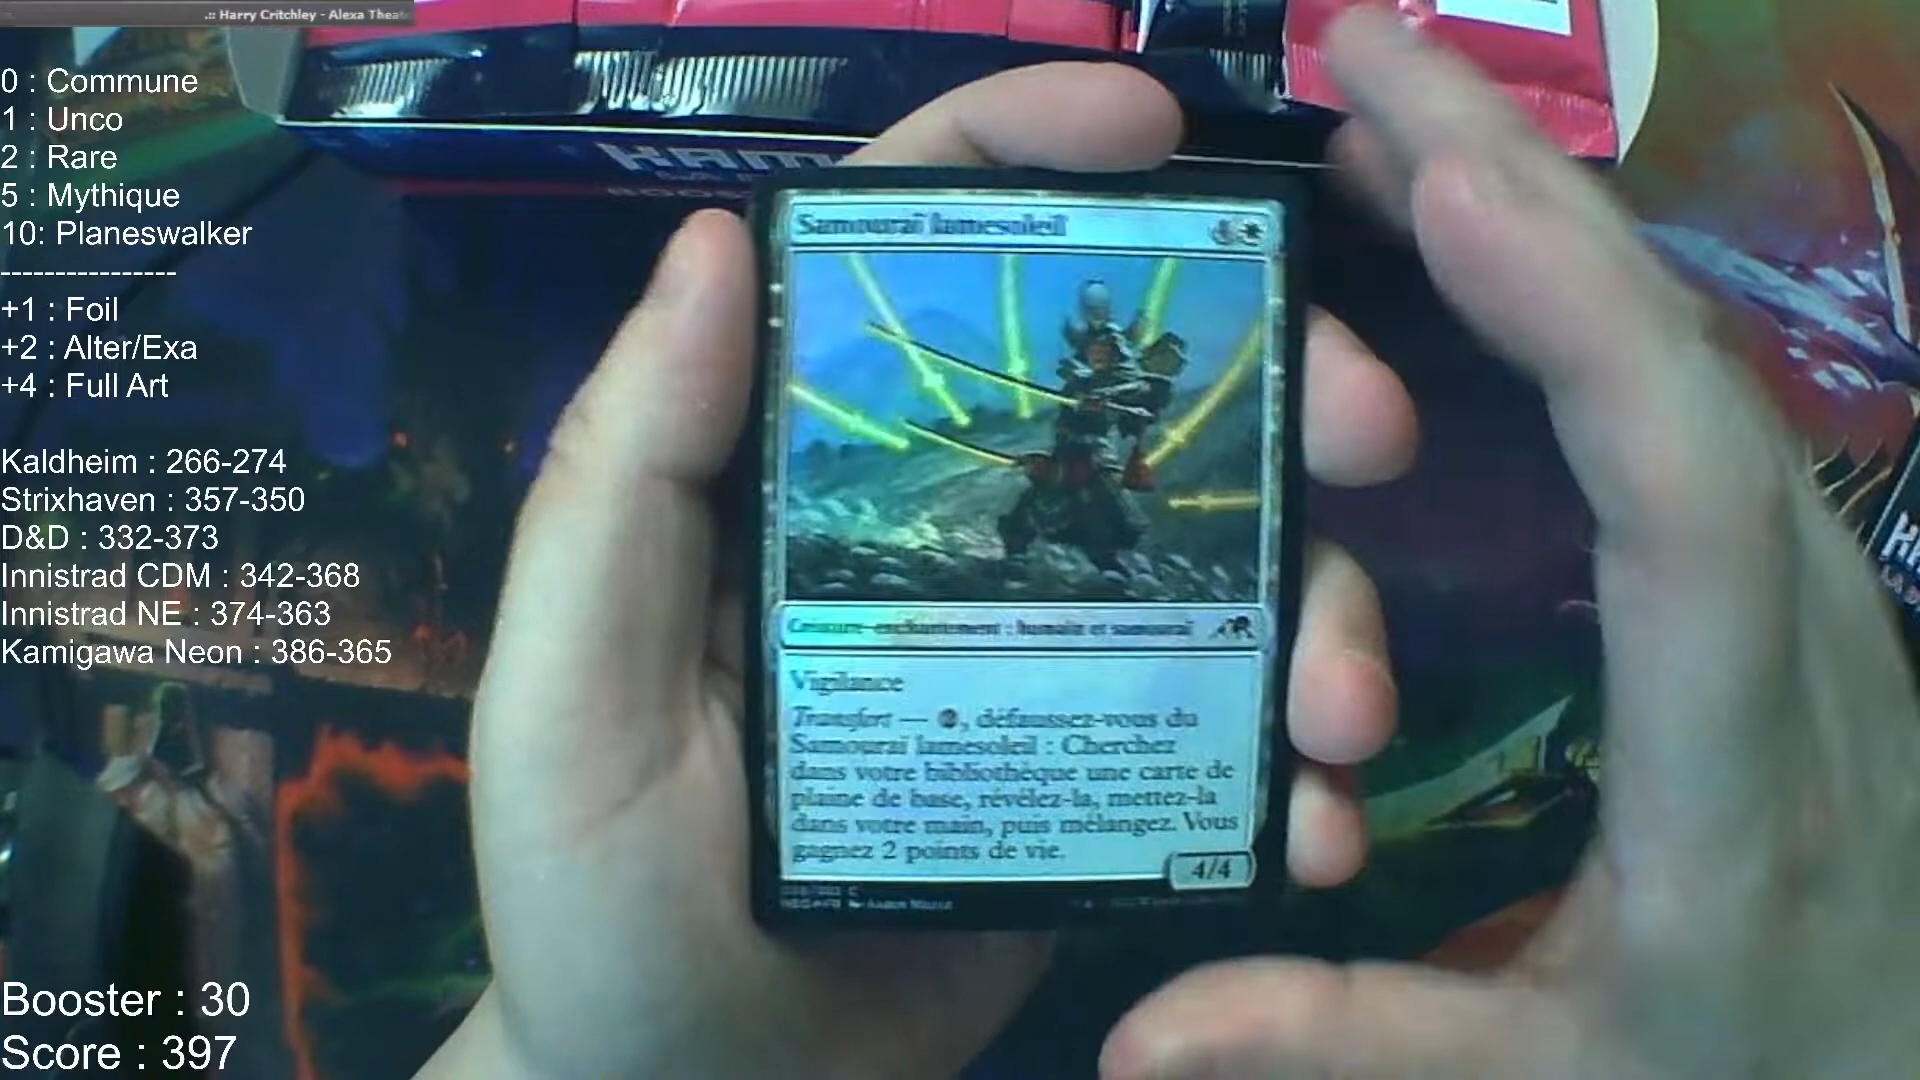 .:: Harry Critchley - Alexa Theat
0 : Commune
1 : Unco
2 : Rare
5 : Mythique
10: Planeswalker
----------------
+1 : Foil
+2 : Alter/Exa
+4 : Full Art
Kaldheim : 266-274
Strixhaven : 357-350
D&D : 332-373
Innistrad CDM : 342-368
Innistrad NE : 374-363
Kamigawa Neon : 386-365
Booster : 30
Score : 397
Samouraï lamesoleil
4
Créature-enchantement : humain et samouraï
Vigilance
Transfert — 2, défaussez-vous du
Samouraï lamesoleil : Cherchez
dans votre bibliothèque une carte de
plaine de base, révélez-la, mettez-la
dans votre main, puis mélangez. Vous
gagnez 2 points de vie.
4/4